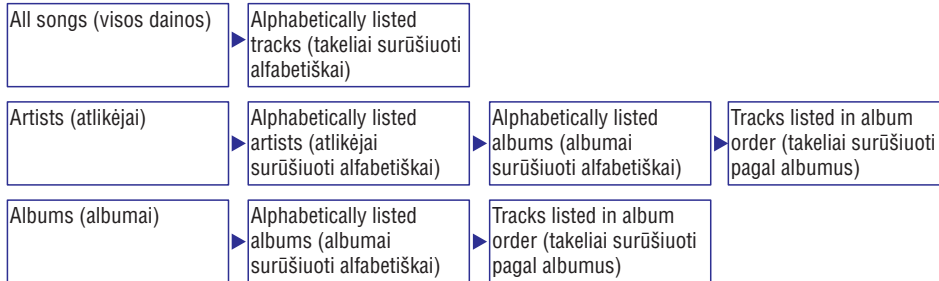 All songs (visos dainos)
Alphabetically listed
tracks (takeliai surūšiuoti
alfabetiškai)
Artists (atlikėjai)
Alphabetically listed
artists (atlikėjai
surūšiuoti alfabetiškai)
Alphabetically listed
albums (albumai
surūšiuoti alfabetiškai)
Tracks listed in album
order (takeliai surūšiuoti
pagal albumus)
Albums (albumai)
Alphabetically listed
albums (albumai
surūšiuoti alfabetiškai)
Tracks listed in album
order (takeliai surūšiuoti
pagal albumus)